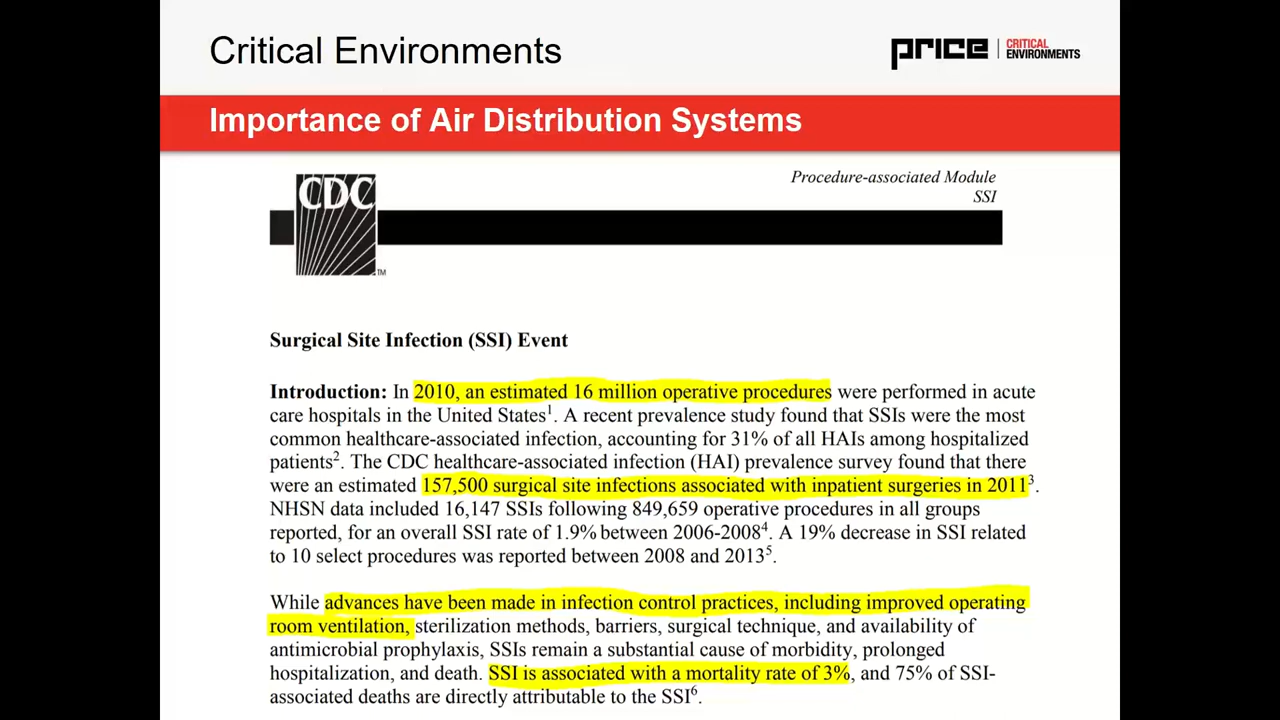 Critical Environments
price | CRITICAL
ENVIRONMENTS
Importance of Air Distribution Systems
CDC
TM
Procedure-associated Module
SSI
Surgical Site Infection (SSI) Event
Introduction: In 2010, an estimated 16 million operative procedures were performed in acute
care hospitals in the United States¹. A recent prevalence study found that SSIs were the most
common healthcare-associated infection, accounting for 31% of all HAIs among hospitalized
patients². The CDC healthcare-associated infection (HAI) prevalence survey found that there
were an estimated 157,500 surgical site infections associated with inpatient surgeries in 2011³.
NHSN data included 16,147 SSIs following 849,659 operative procedures in all groups
reported, for an overall SSI rate of 1.9% between 2006-2008⁴. A 19% decrease in SSI related
to 10 select procedures was reported between 2008 and 2013⁵.
While advances have been made in infection control practices, including improved operating
room ventilation, sterilization methods, barriers, surgical technique, and availability of
antimicrobial prophylaxis, SSIs remain a substantial cause of morbidity, prolonged
hospitalization, and death. SSI is associated with a mortality rate of 3%, and 75% of SSI-
associated deaths are directly attributable to the SSI⁶.